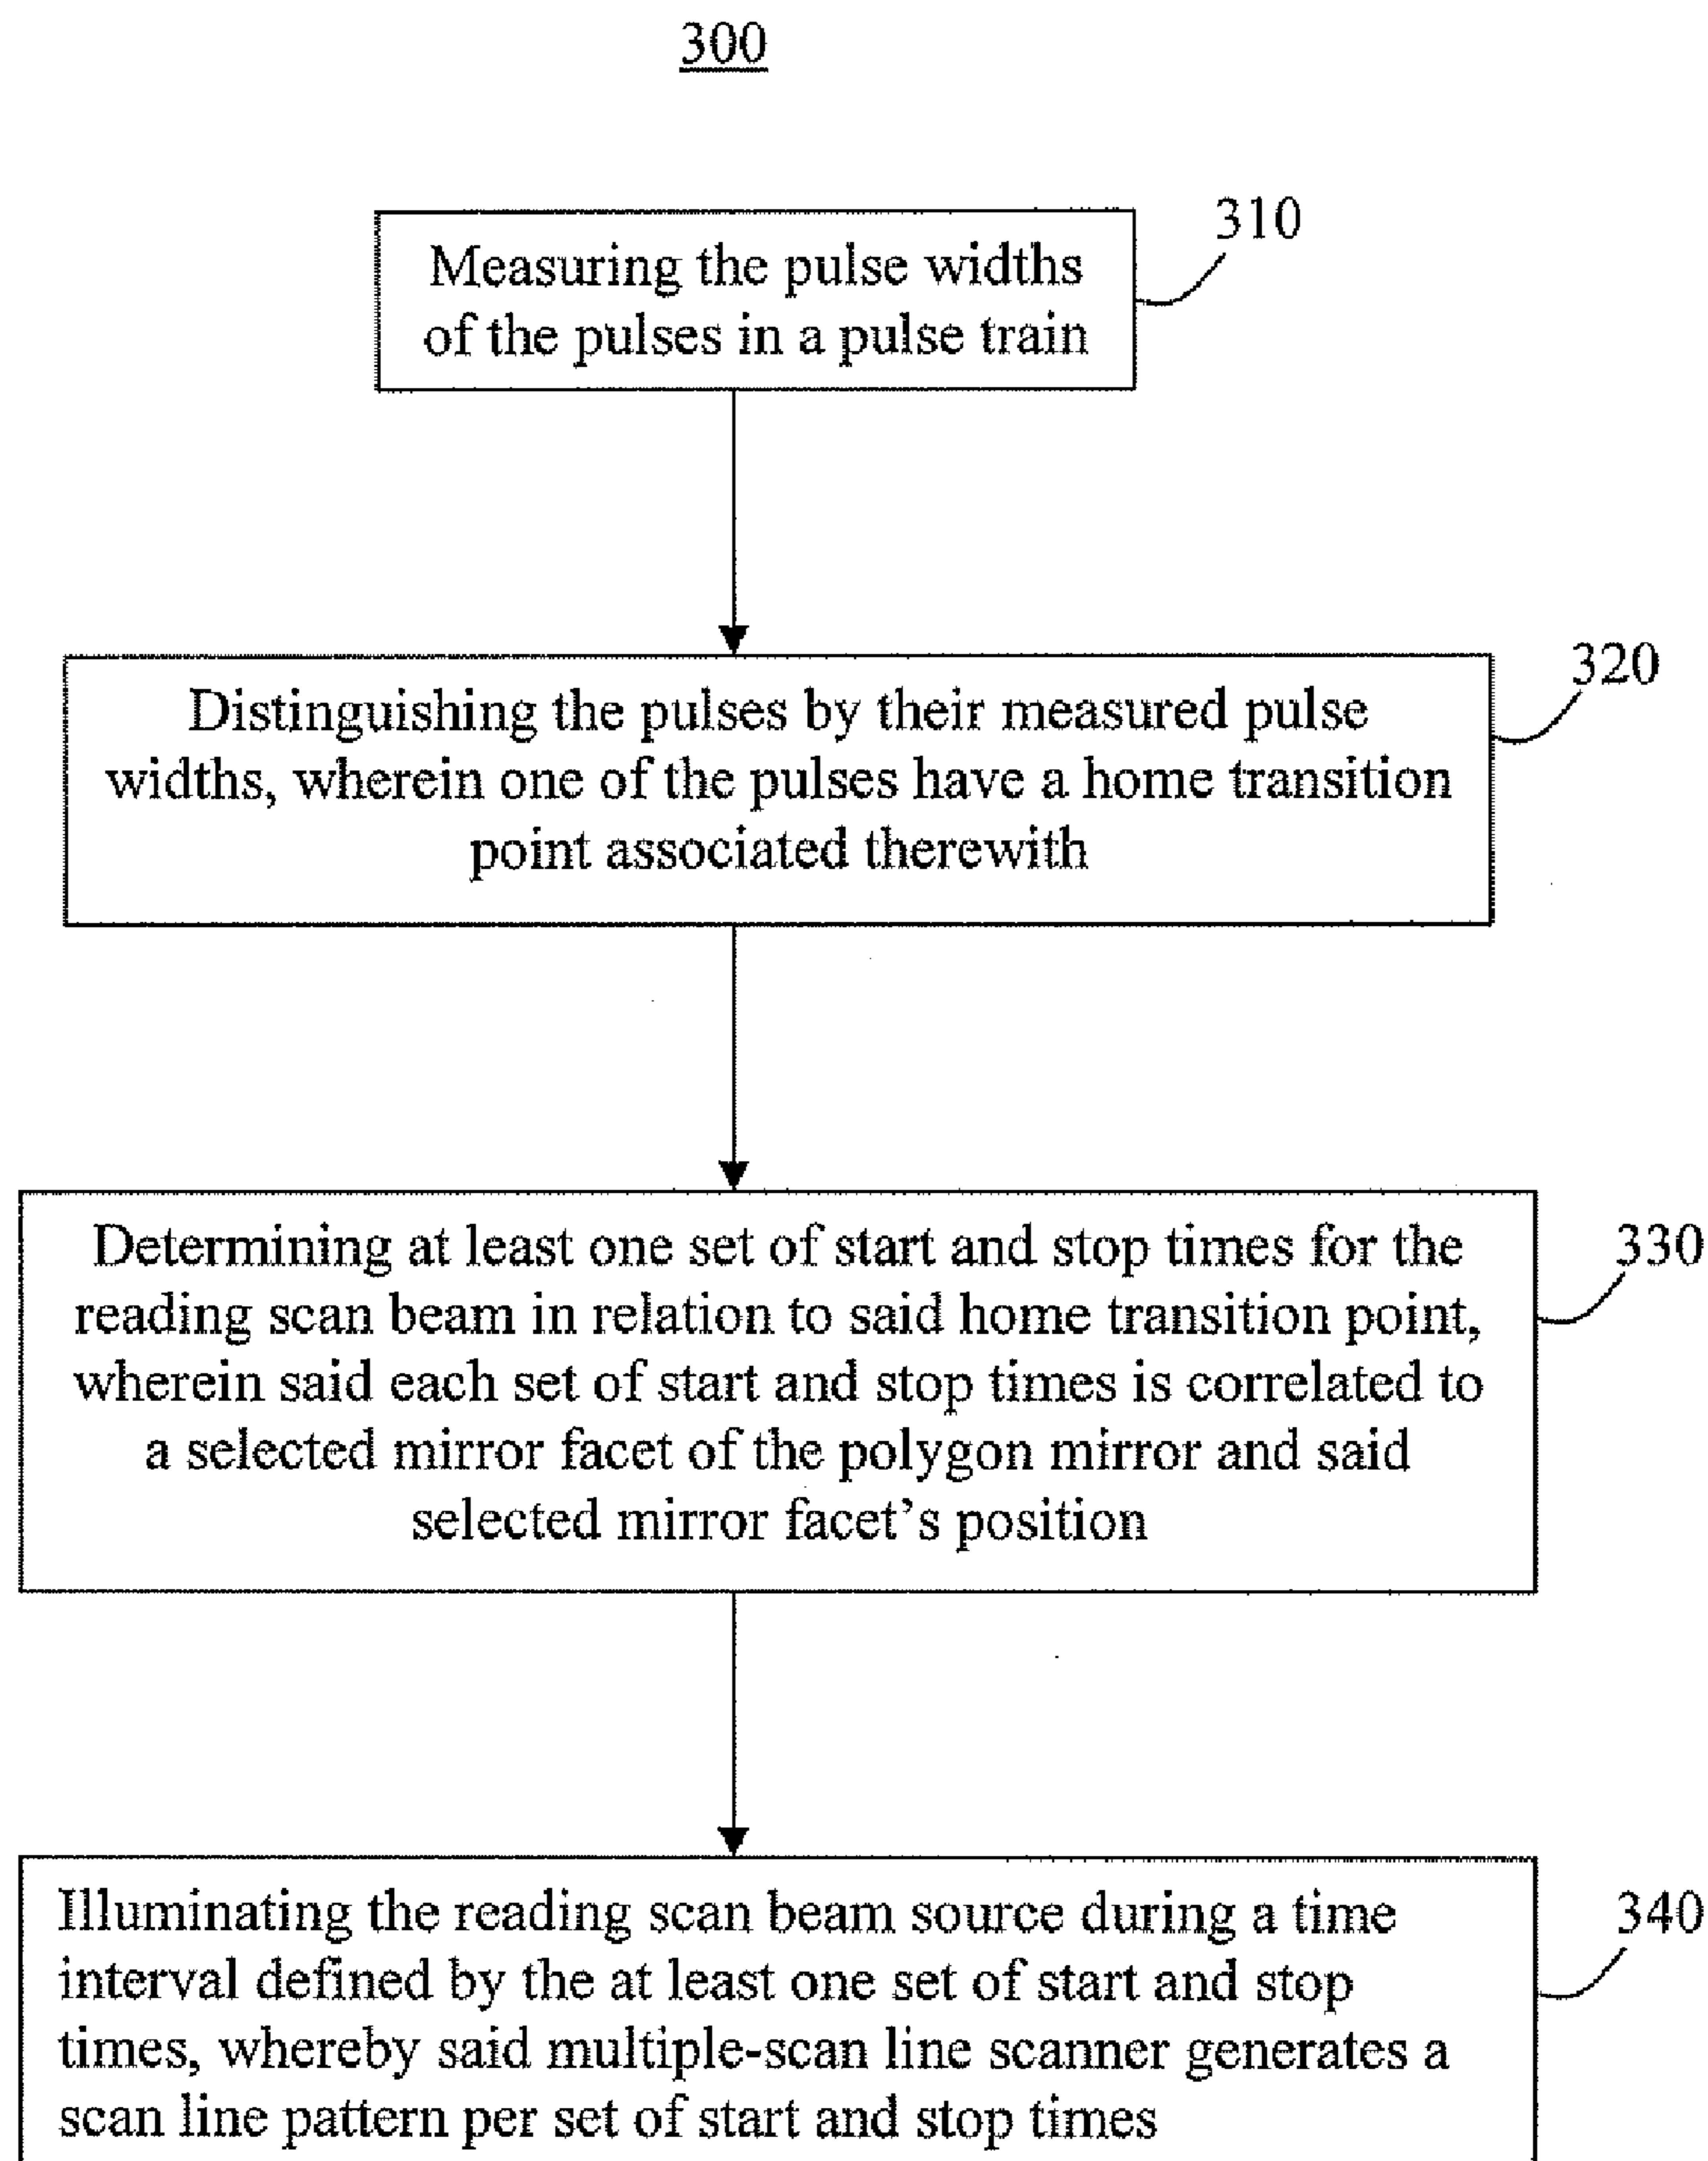 300
310
Measuring the pulse widths
of the pulses in a pulse train
320
Distinguishing the pulses by their measured pulse
widths, wherein one of the pulses have a home transition
point associated therewith
330
Determining at least one set of start and stop times for the
reading scan beam in relation to said home transition point,
wherein said each set of start and stop times is correlated to
a selected mirror facet of the polygon mirror and said
selected mirror facet’s position
340
Illuminating the reading scan beam source during a time
interval defined by the at least one set of start and stop
times, whereby said multiple-scan line scanner generates a
scan line pattern per set of start and stop times